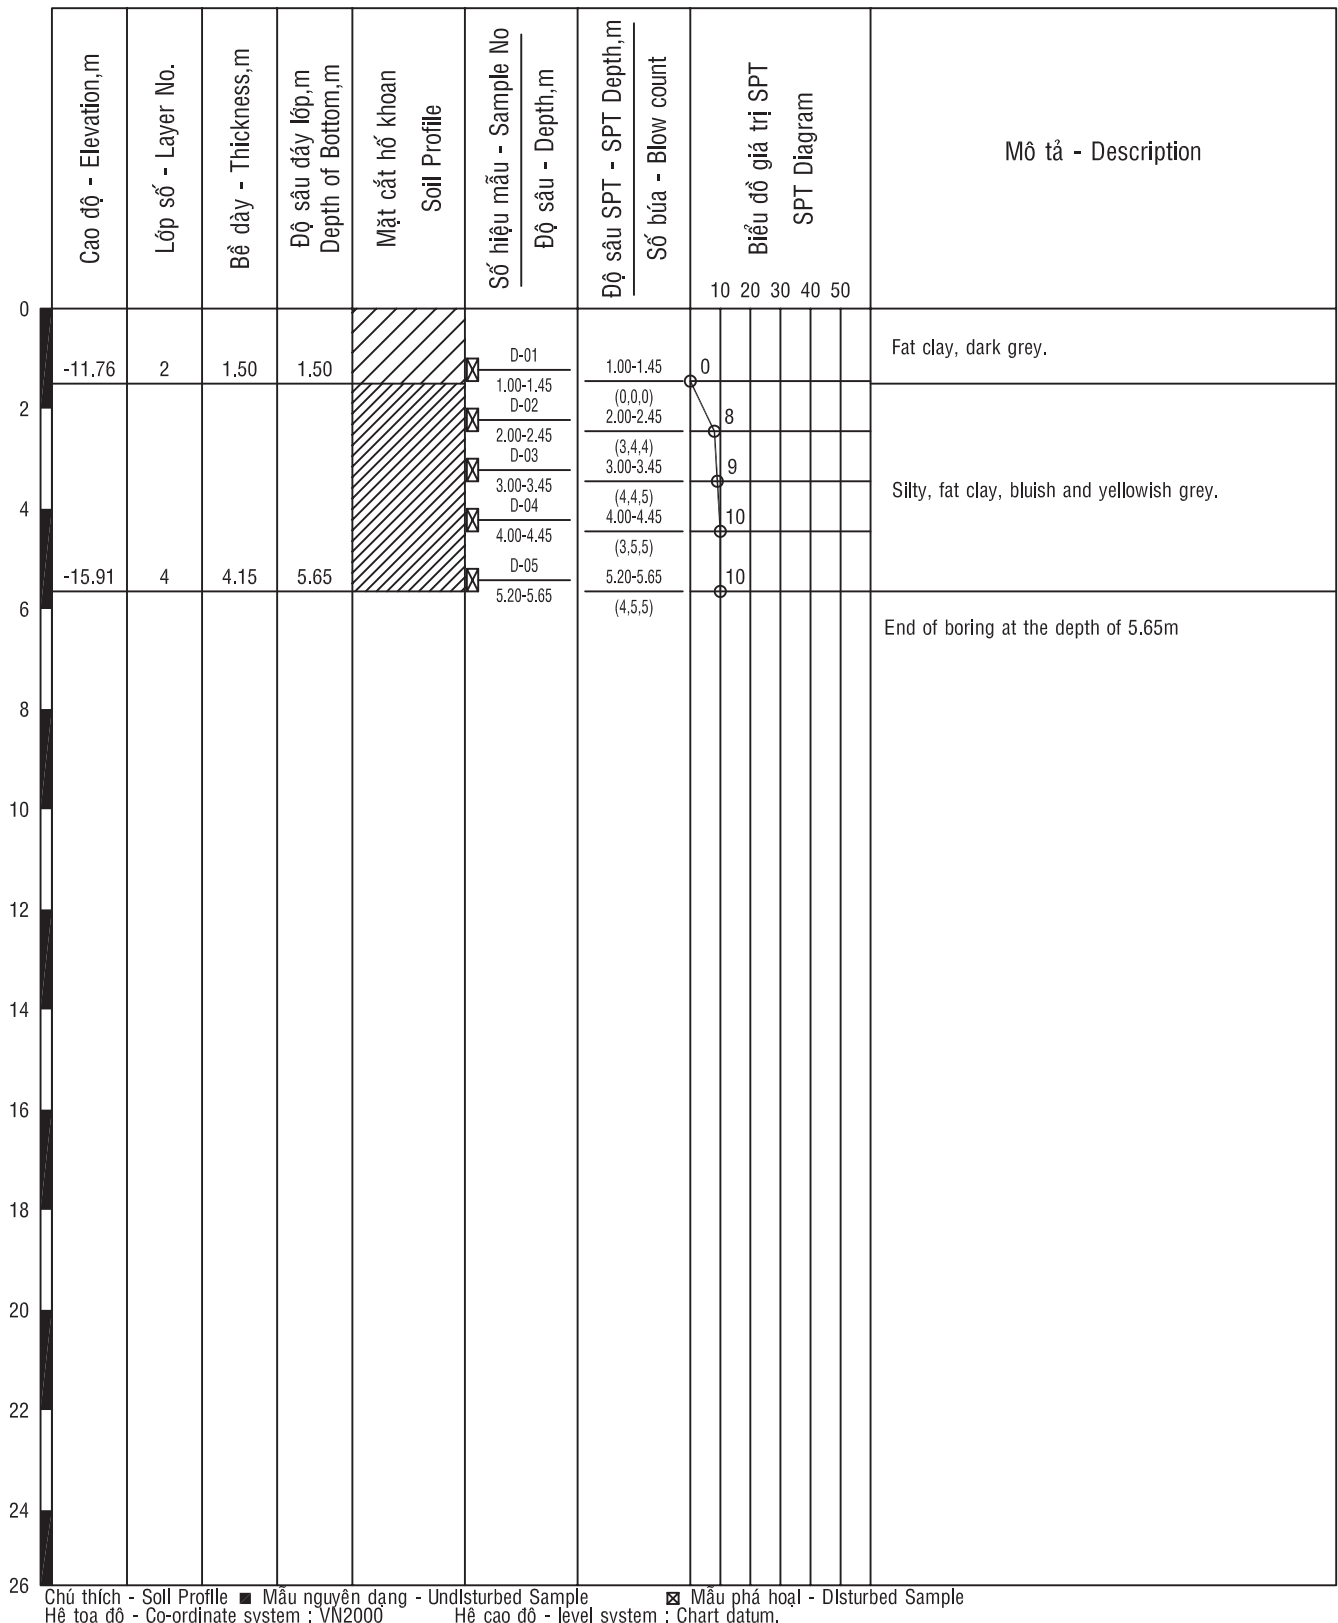 Cao độ - Elevation,m
Lớp số - Layer No.
Bề dày - Thickness,m
Độ sâu đáy lớp,m
Depth of Bottom,m
Mặt cắt hố khoan
Soil Profile
Số hiệu mẫu - Sample No
Độ sâu - Depth,m
Độ sâu SPT - SPT Depth,m
Số búa - Blow count
Biểu đồ giá trị SPT
SPT Diagram
10 20 30 40 50
Mô tả - Description
0
Fat clay, dark grey.
-11.76 2 1.50 1.50
D-01
1.00-1.45
1.00-1.45
(0,0,0)
0
2
D-02
2.00-2.45
2.00-2.45
(3,4,4)
8
D-03
3.00-3.45
3.00-3.45
(4,4,5)
9
Silty, fat clay, bluish and yellowish grey.
4
D-04
4.00-4.45
4.00-4.45
(3,5,5)
10
-15.91 4 4.15 5.65
D-05
5.20-5.65
5.20-5.65
(4,5,5)
10
6
End of boring at the depth of 5.65m
8
10
12
14
16
18
20
22
24
26
Chú thích - Soil Profile Mẫu nguyên dạng - Undisturbed Sample Mẫu phá hoại - Disturbed Sample
Hệ tọa độ - Co-ordinate system : VN2000 Hệ cao độ - level system : Chart datum.